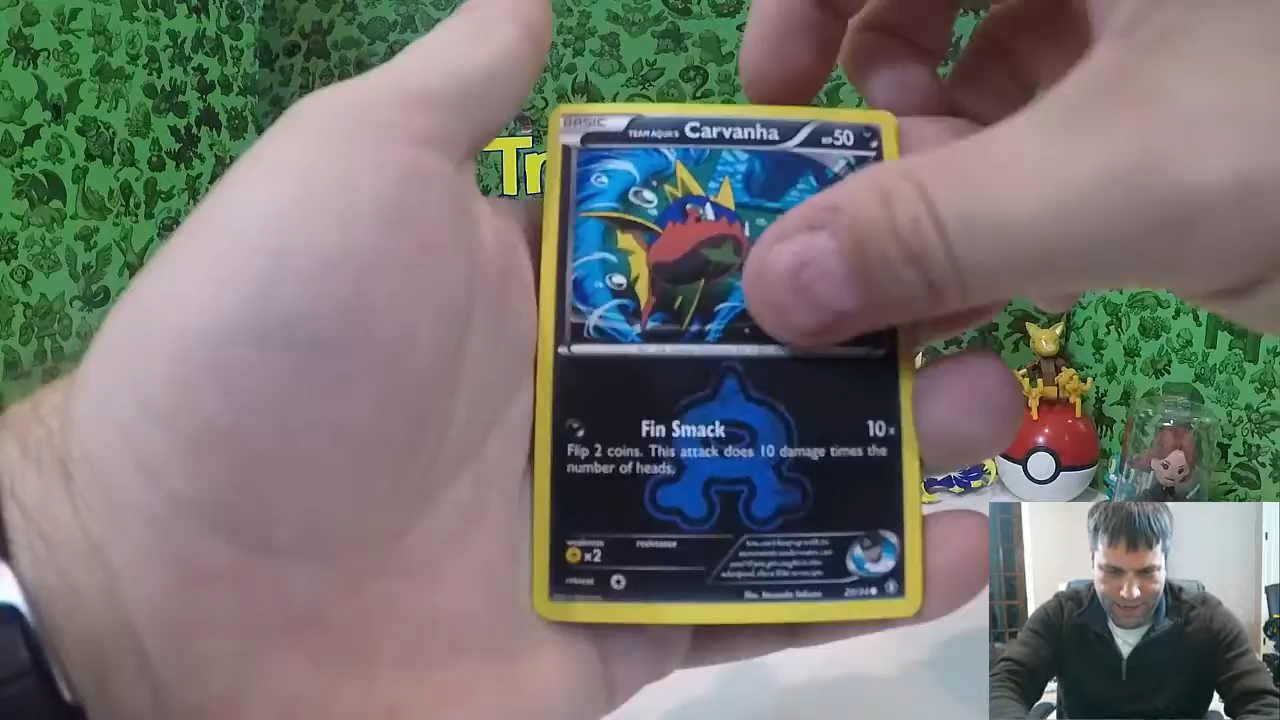 Tr
BASIC TEAM AQUA'S Carvanha HP50
Fin Smack 10×
Flip 2 coins. This attack does 10 damage times the
number of heads.
weakness resistance
×2
retreat